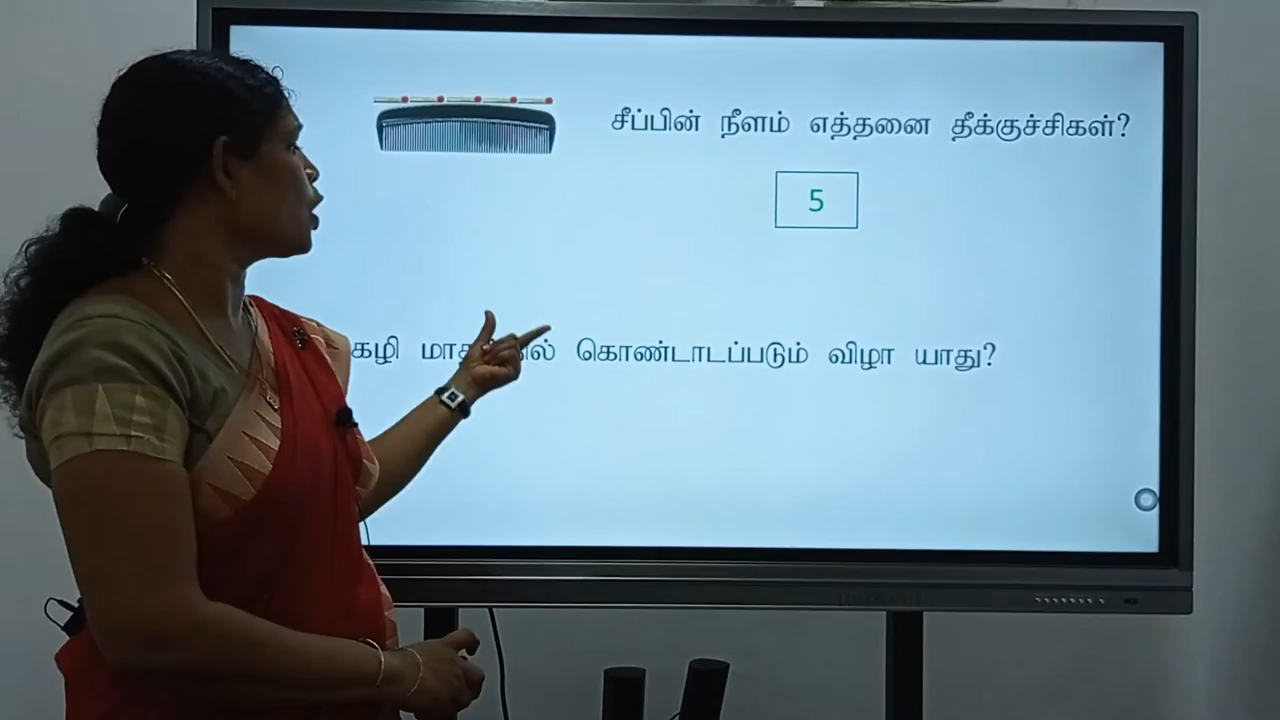 சீப்பின் நீளம் எத்தனை தீக்குச்சிகள்?
5
கொண்டாடப்படும் விழா யாது?